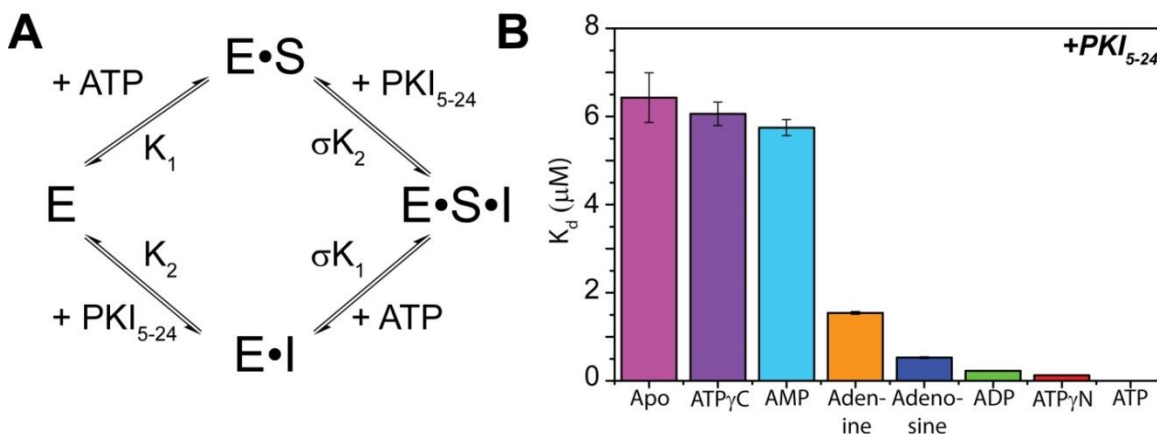 A
E•S
+ ATP
+ PKI5-24
K1
σK2
E
E•S•I
K2
σK1
+ PKI5-24
+ ATP
E•I
B
+PKI5-24
Kd (μM)
8
6
4
2
0
Apo ATPγC AMP Aden-ine Adeno-sine ADP ATPγN ATP